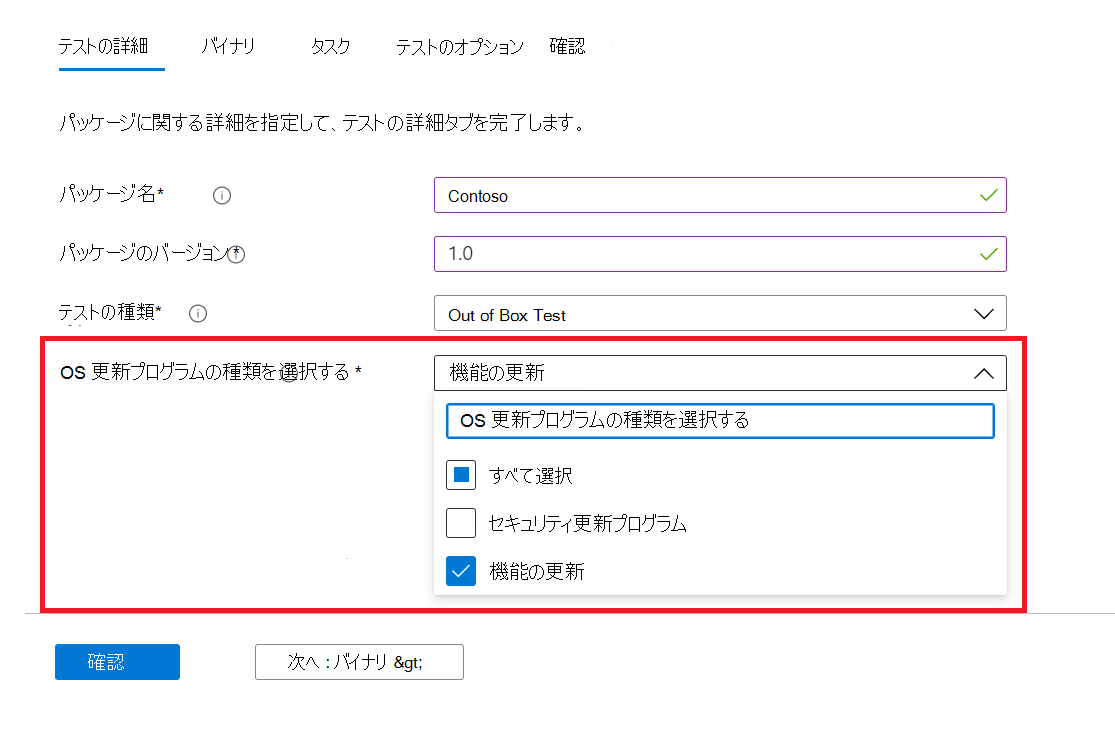 テストの詳細 バイナリ タスク テストのオプション 確認
パッケージに関する詳細を指定して、テストの詳細タブを完了します。
パッケージ名* Contoso
パッケージのバージョン* 1.0
テストの種類* Out of Box Test
OS 更新プログラムの種類を選択する * 機能の更新
OS 更新プログラムの種類を選択する
すべて選択
セキュリティ更新プログラム
機能の更新
確認 次へ : バイナリ &gt;